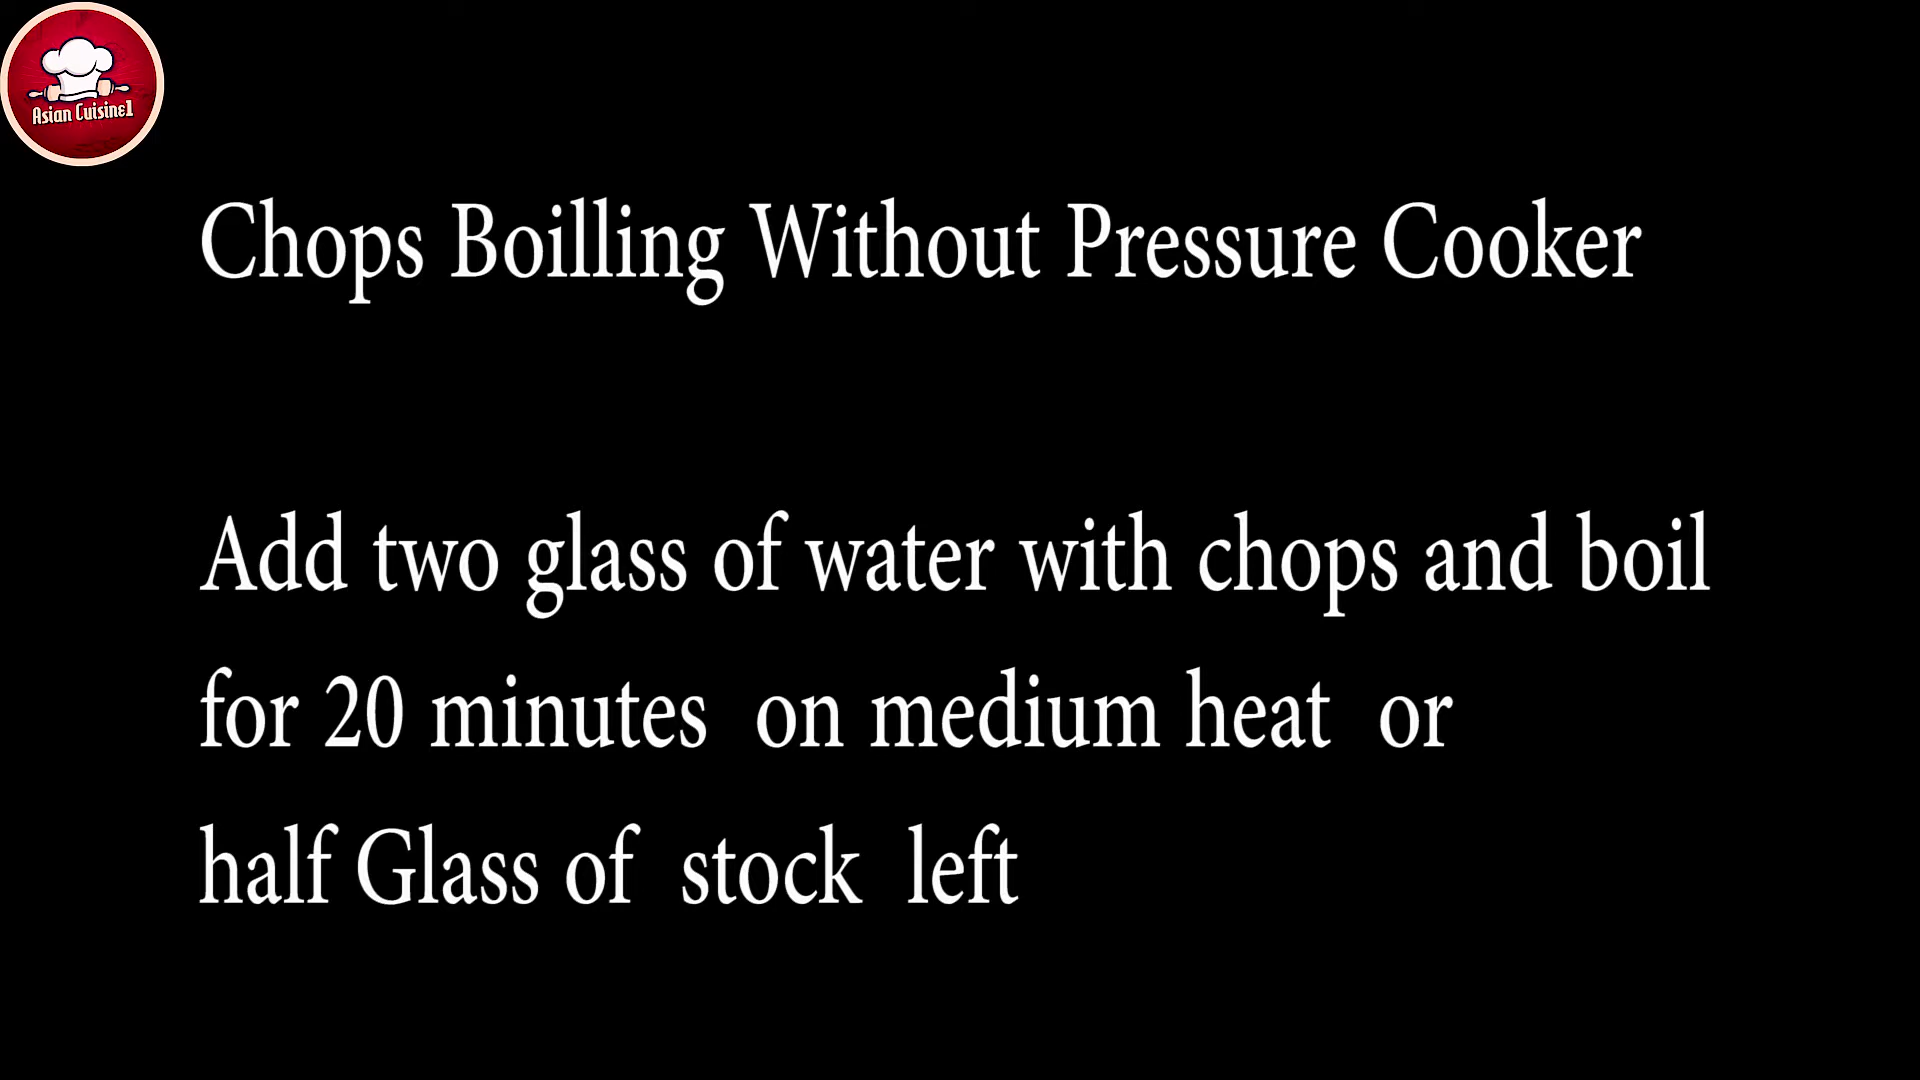 Asian Cuisine1
Chops Boilling Without Pressure Cooker
Add two glass of water with chops and boil
for 20 minutes  on medium heat  or
half Glass of  stock  left